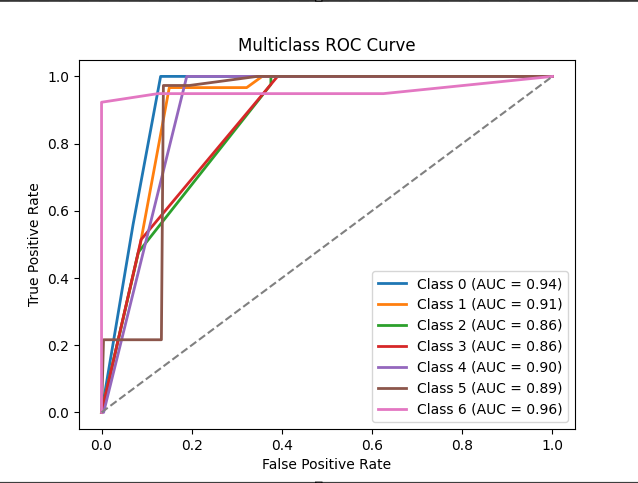 Multiclass ROC Curve
True Positive Rate
1.0
0.8
0.6
0.4
0.2
0.0
Class 0 (AUC = 0.94)
Class 1 (AUC = 0.91)
Class 2 (AUC = 0.86)
Class 3 (AUC = 0.86)
Class 4 (AUC = 0.90)
Class 5 (AUC = 0.89)
Class 6 (AUC = 0.96)
0.0 0.2 0.4 0.6 0.8 1.0
False Positive Rate